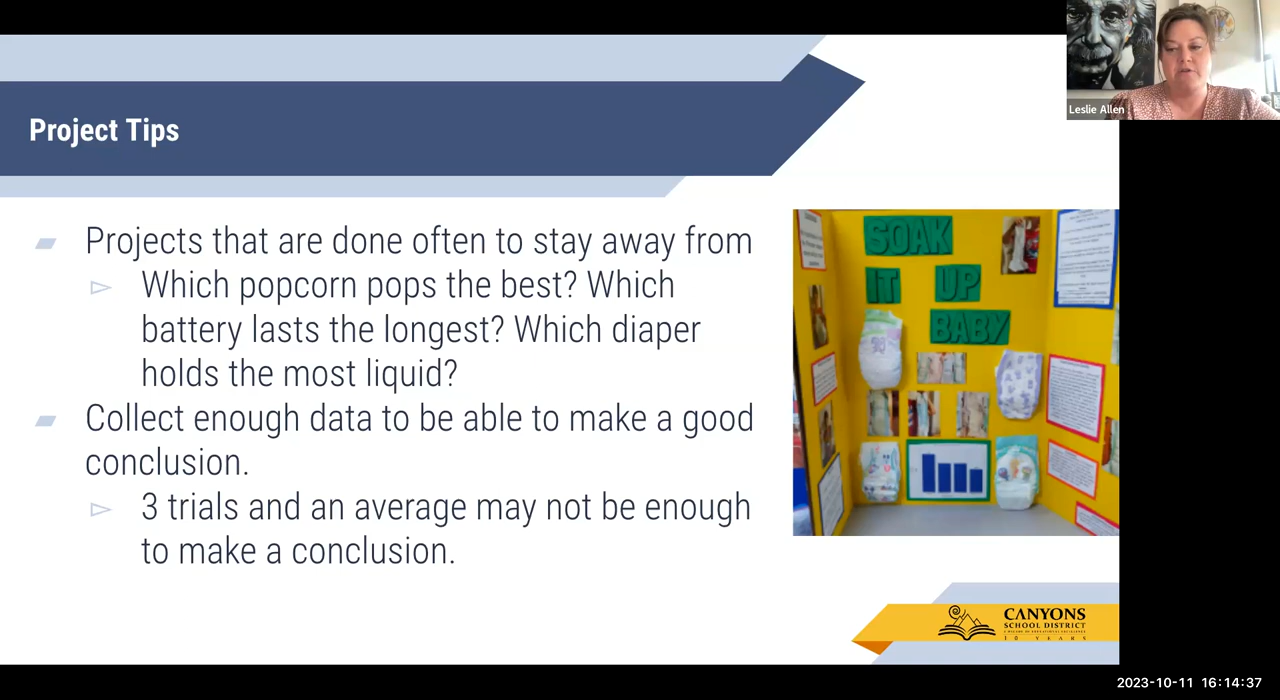 Leslie Allen
Project Tips
Projects that are done often to stay away from
Which popcorn pops the best? Which
battery lasts the longest? Which diaper
holds the most liquid?
Collect enough data to be able to make a good
conclusion.
3 trials and an average may not be enough
to make a conclusion.
SOAK
IT UP
BABY
CANYONS
SCHOOL DISTRICT
10 YEARS
2023-10-11 16:14:37